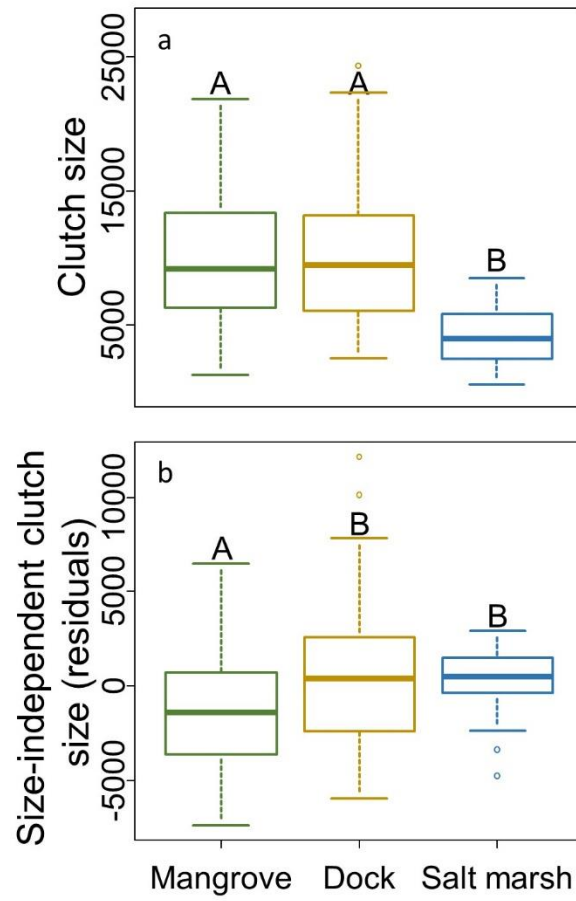 a
25000
15000
5000
Clutch size
A
A
B
b
10000
5000
0
-5000
Size-independent clutch
size (residuals)
A
B
B
Mangrove Dock Salt marsh